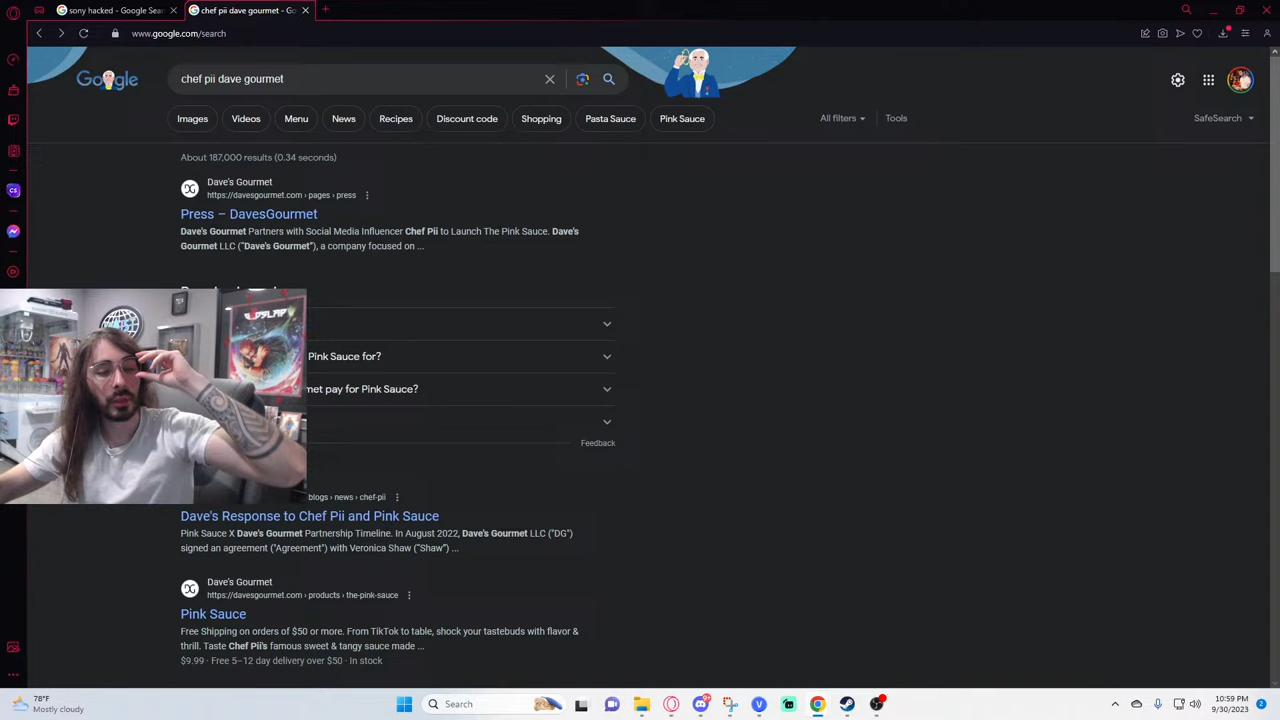 sony hacked - Google Sear
chef pii dave gourmet - Go
www.google.com/search
Google
chef pii dave gourmet
Images
Videos
Menu
News
Recipes
Discount code
Shopping
Pasta Sauce
Pink Sauce
All filters
Tools
SafeSearch
About 187,000 results (0.34 seconds)
Dave's Gourmet
https://davesgourmet.com › pages › press
Press – DavesGourmet
Dave's Gourmet Partners with Social Media Influencer Chef Pii to Launch The Pink Sauce. Dave's
Gourmet LLC ("Dave's Gourmet"), a company focused on ...
Pink Sauce for?
met pay for Pink Sauce?
Feedback
blogs › news › chef-pii
Dave's Response to Chef Pii and Pink Sauce
Pink Sauce X Dave's Gourmet Partnership Timeline. In August 2022, Dave's Gourmet LLC ("DG")
signed an agreement ("Agreement") with Veronica Shaw ("Shaw") ...
Dave's Gourmet
https://davesgourmet.com › products › the-pink-sauce
Pink Sauce
Free Shipping on orders of $50 or more. From TikTok to table, shock your tastebuds with flavor &
thrill. Taste Chef Pii's famous sweet & tangy sauce made ...
$9.99 · Free 5–12 day delivery over $50 · In stock
GODSLAP
78°F
Mostly cloudy
Search
10:59 PM
9/30/2023